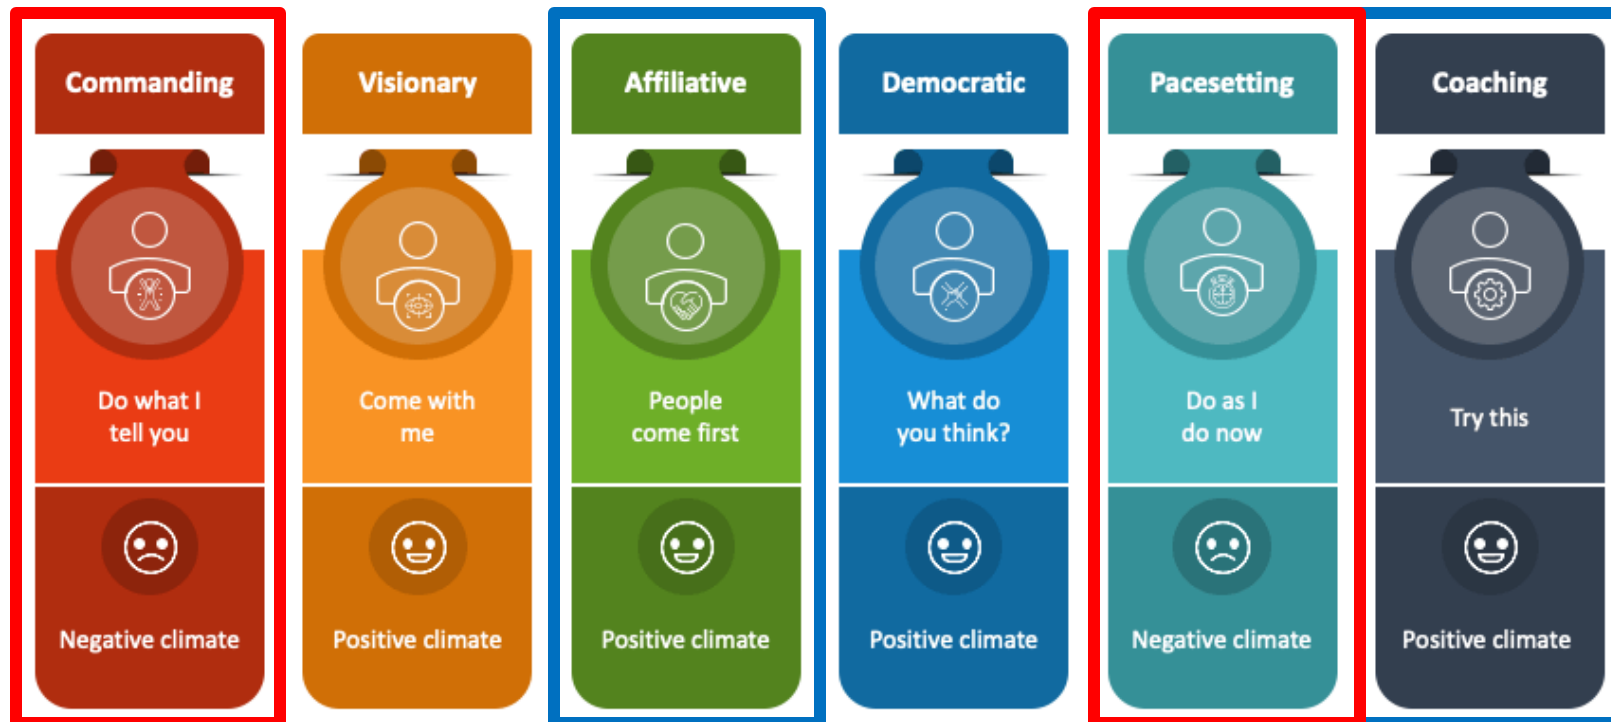 Commanding
Visionary
Affiliative
Democratic
Pacesetting
Coaching
Do what I
tell you
Come with
me
People
come first
What do
you think?
Do as I
do now
Try this
Negative climate
Positive climate
Positive climate
Positive climate
Negative climate
Positive climate